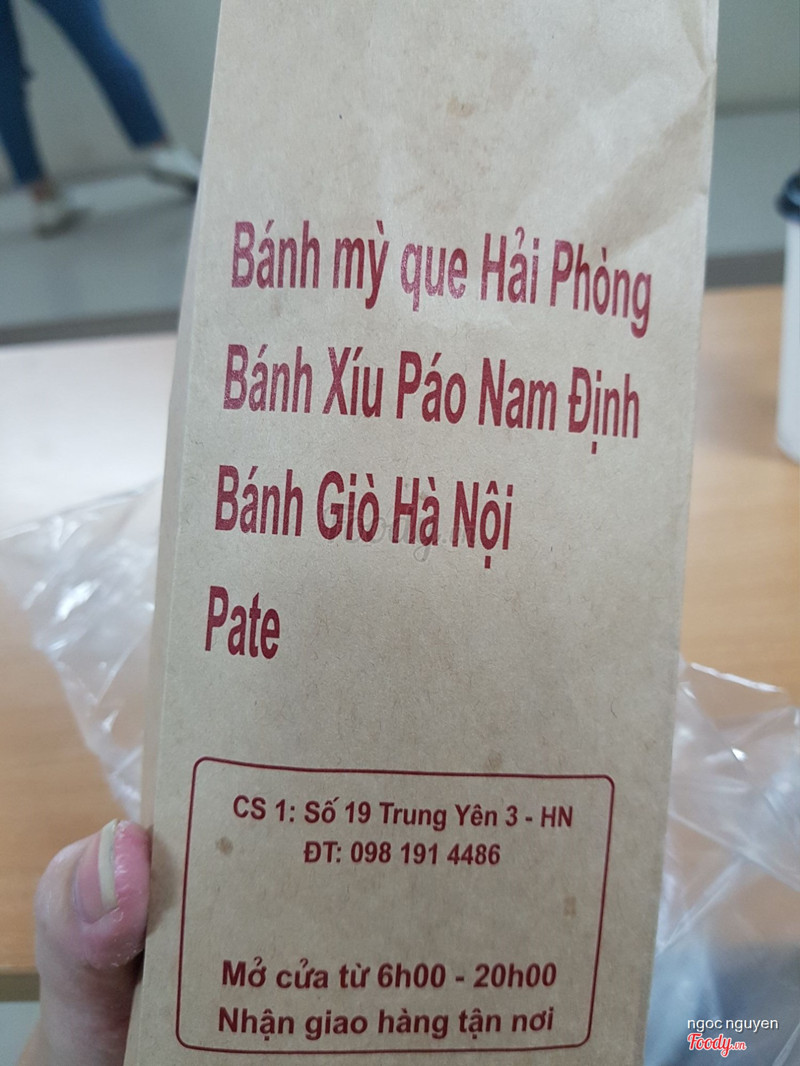 Bánh mỳ que Hải Phòng
Bánh Xíu Páo Nam Định
Bánh Giò Hà Nội
Pate
CS 1: Số 19 Trung Yên 3 - HN
ĐT: 098 191 4486
Mở cửa từ 6h00 - 20h00
Nhận giao hàng tận nơi
ngoc nguyen
Foody.vn